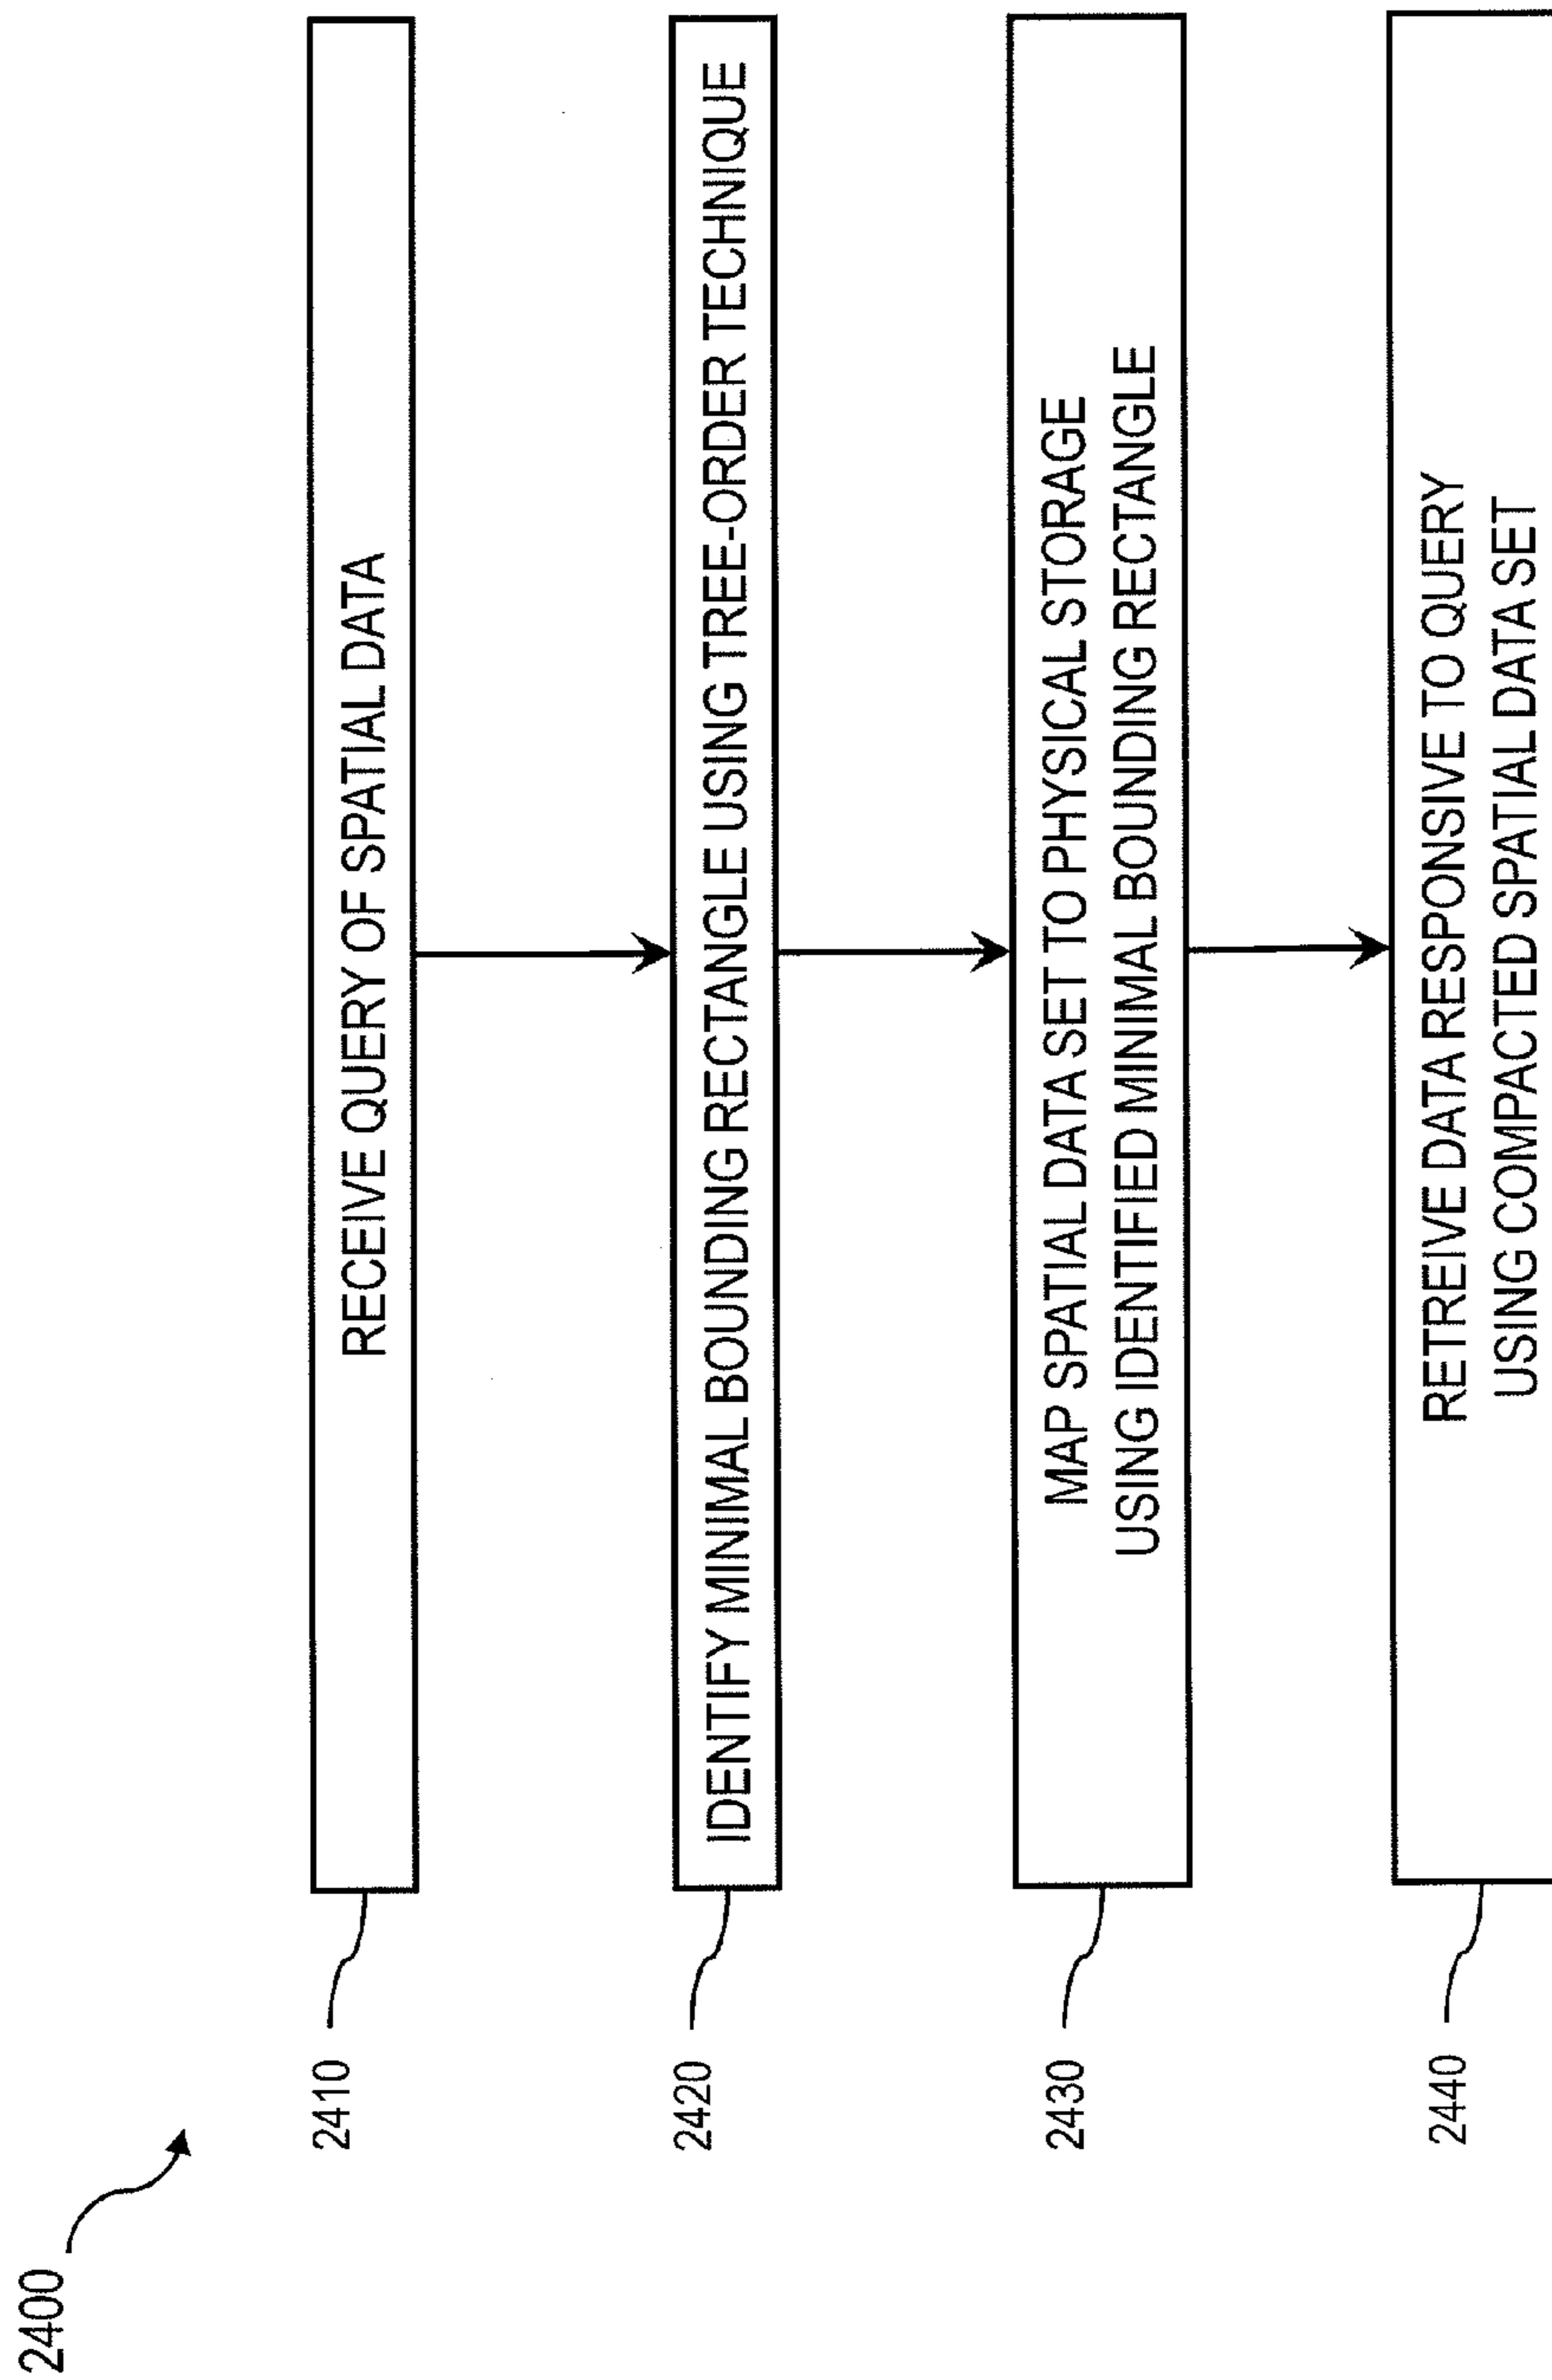 2400
2410
RECEIVE QUERY OF SPATIAL DATA
2420
IDENTIFY MINIMAL BOUNDING RECTANGLE USING TREE-ORDER TECHNIQUE
2430
MAP SPATIAL DATA SET TO PHYSICAL STORAGE
USING IDENTIFIED MINIMAL BOUNDING RECTANGLE
2440
RETREIVE DATA RESPONSIVE TO QUERY
USING COMPACTED SPATIAL DATA SET